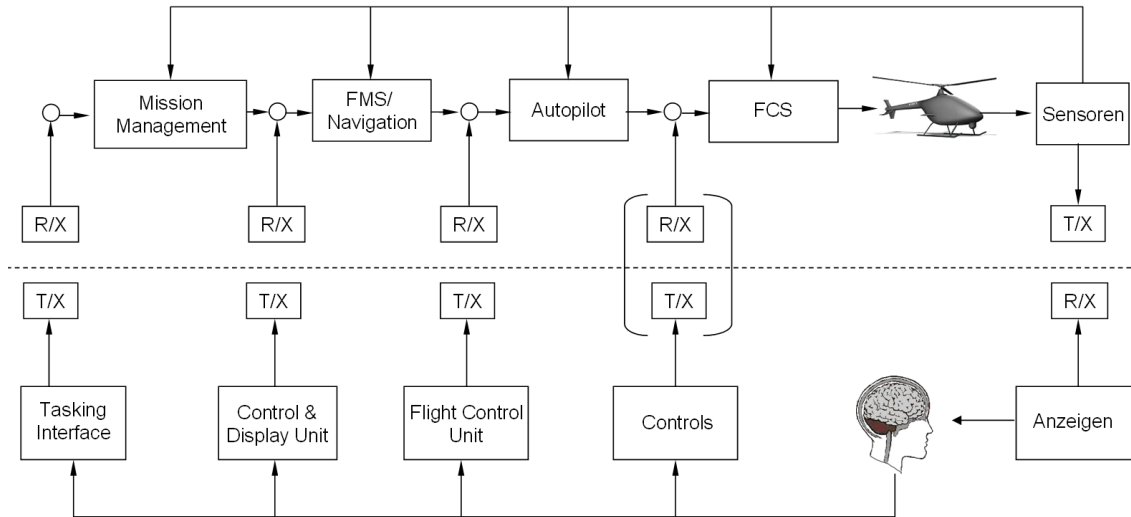 Mission
Management
FMS/
Navigation
Autopilot
FCS
Sensoren
R/X
R/X
R/X
R/X
T/X
T/X
T/X
T/X
T/X
R/X
Tasking
Interface
Control &
Display Unit
Flight Control
Unit
Controls
Anzeigen